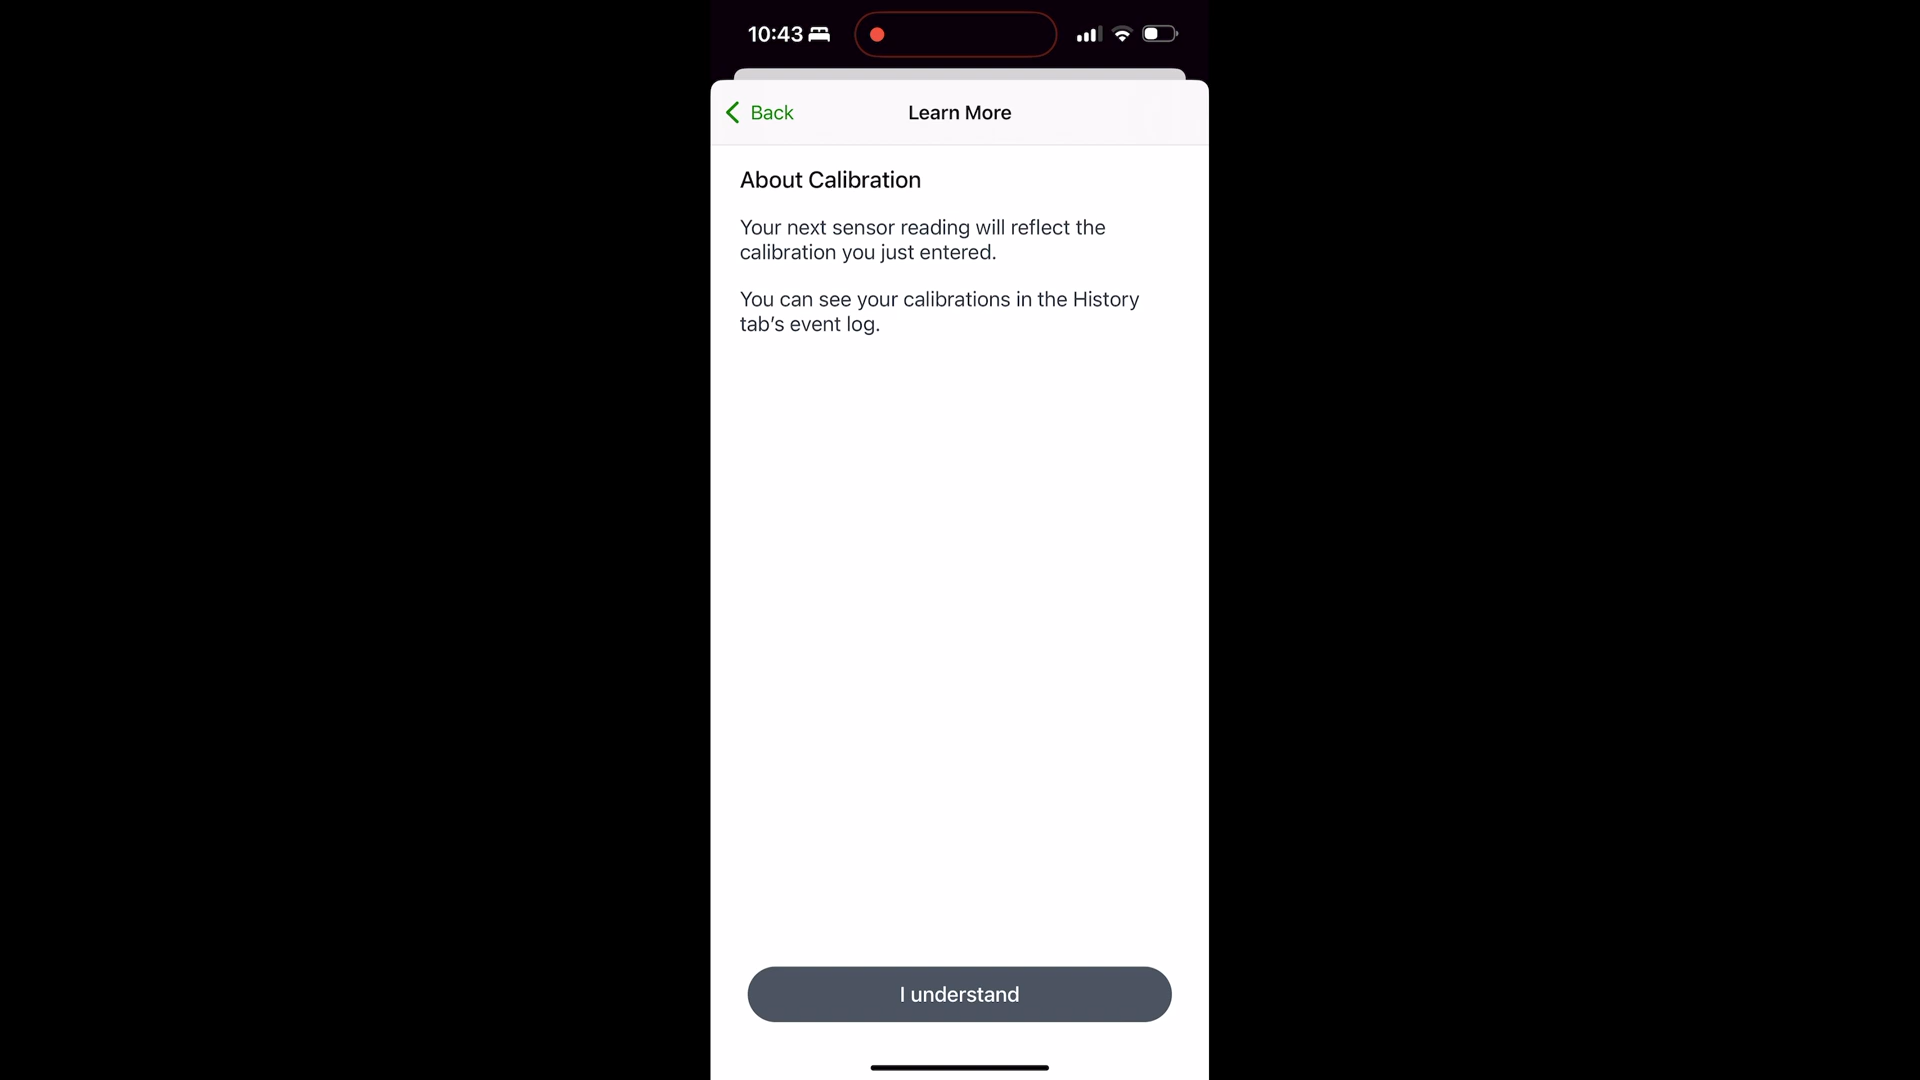 10:43
Back
Learn More
About Calibration
Your next sensor reading will reflect the
calibration you just entered.
You can see your calibrations in the History
tab's event log.
I understand